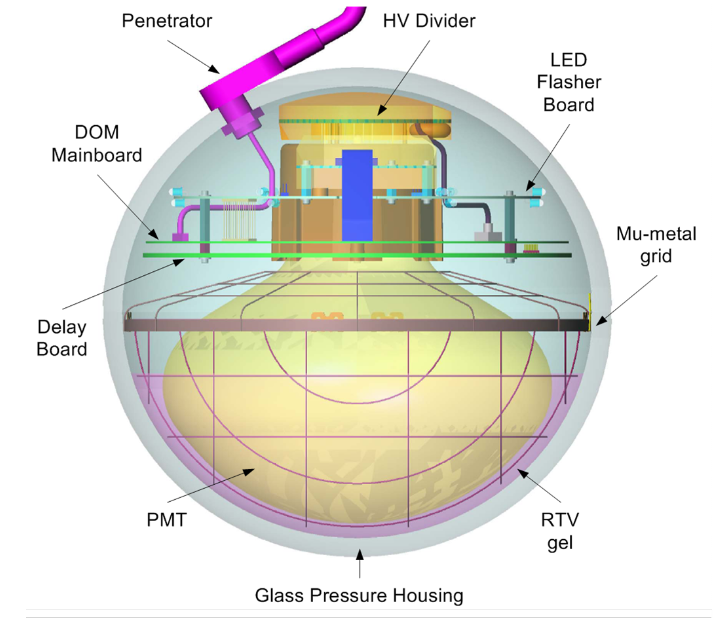 Penetrator
HV Divider
LED
Flasher
Board
DOM
Mainboard
Mu-metal
grid
Delay
Board
PMT
RTV
gel
Glass Pressure Housing